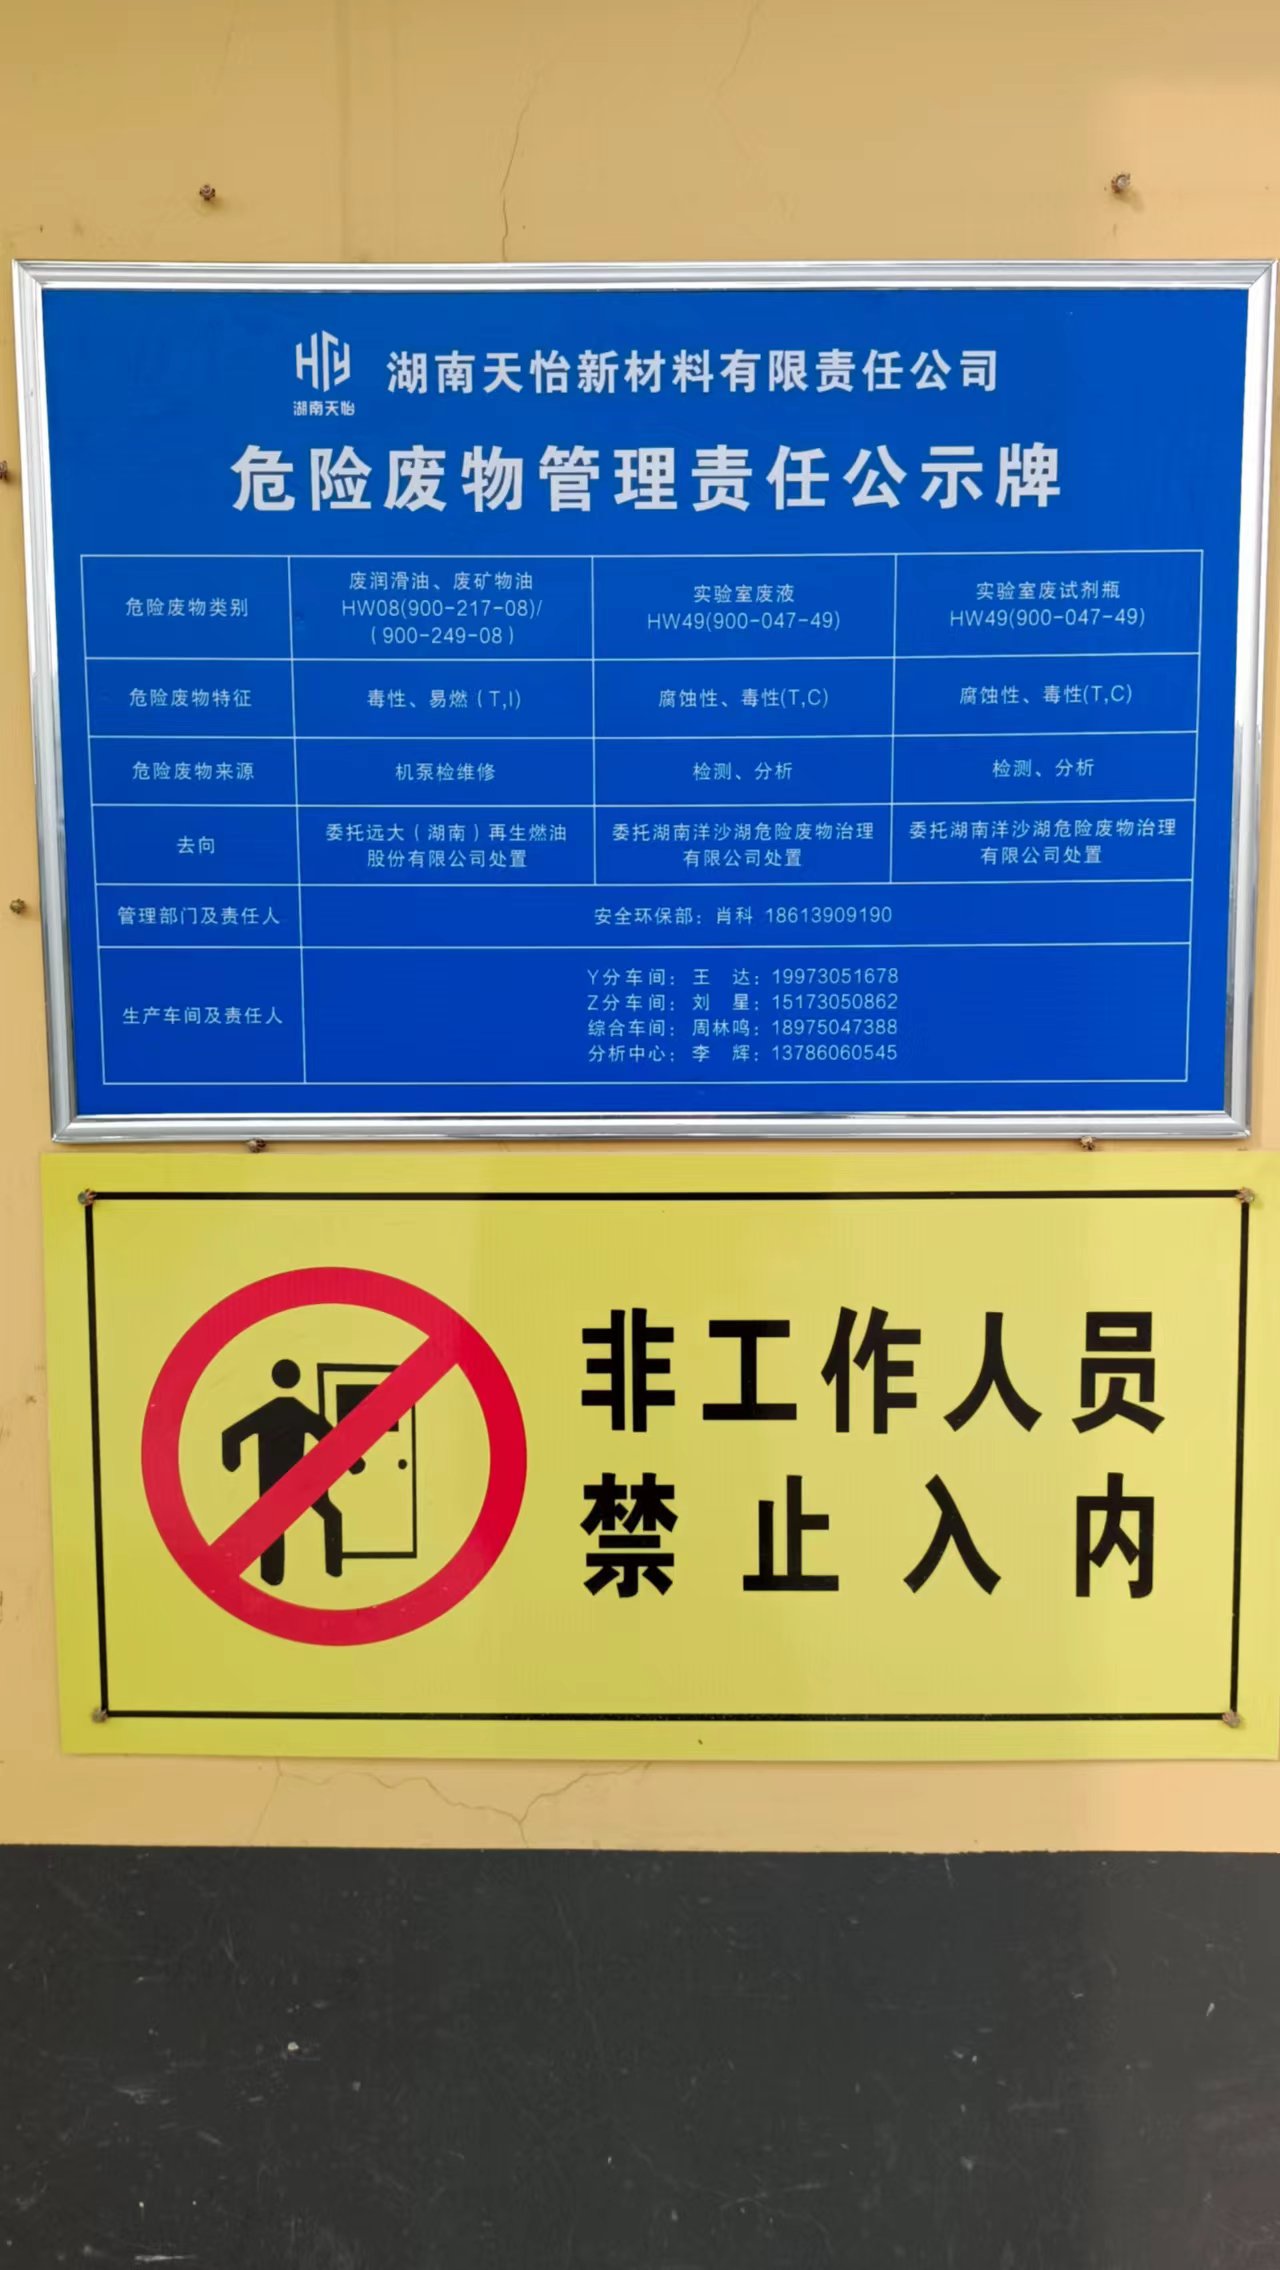 HTY
湖南天怡
湖南天怡新材料有限责任公司
危险废物管理责任公示牌
危险废物类别
废润滑油、废矿物油
HW08(900-217-08)/
(900-249-08)
实验室废液
HW49(900-047-49)
实验室废试剂瓶
HW49(900-047-49)
危险废物特征
毒性、易燃(T,I)
腐蚀性、毒性(T,C)
腐蚀性、毒性(T,C)
危险废物来源
机泵检维修
检测、分析
检测、分析
去向
委托远大(湖南)再生燃油
股份有限公司处置
委托湖南洋沙湖危险废物治理
有限公司处置
委托湖南洋沙湖危险废物治理
有限公司处置
管理部门及责任人
安全环保部：肖科 18613909190
生产车间及责任人
Y分车间：王 达：19973051678
Z分车间：刘 星：15173050862
综合车间：周林鸣：18975047388
分析中心：李 辉：13786060545
非工作人员
禁止入内